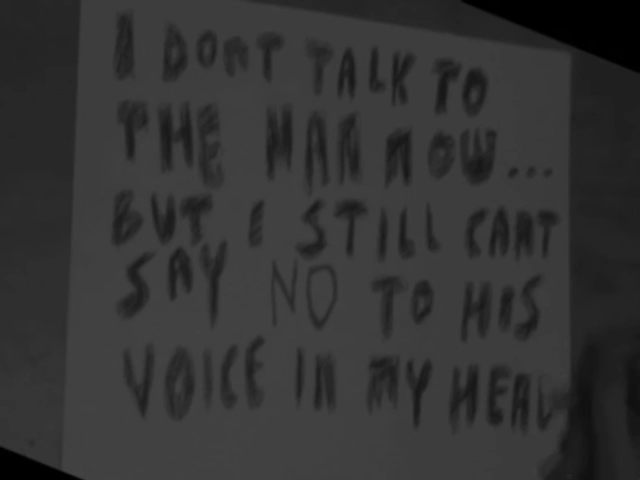 I DONT TALK TO
THE MAN NOW...
BUT I STILL CANT
SAY NO TO HIS
VOICE IN MY HEAD